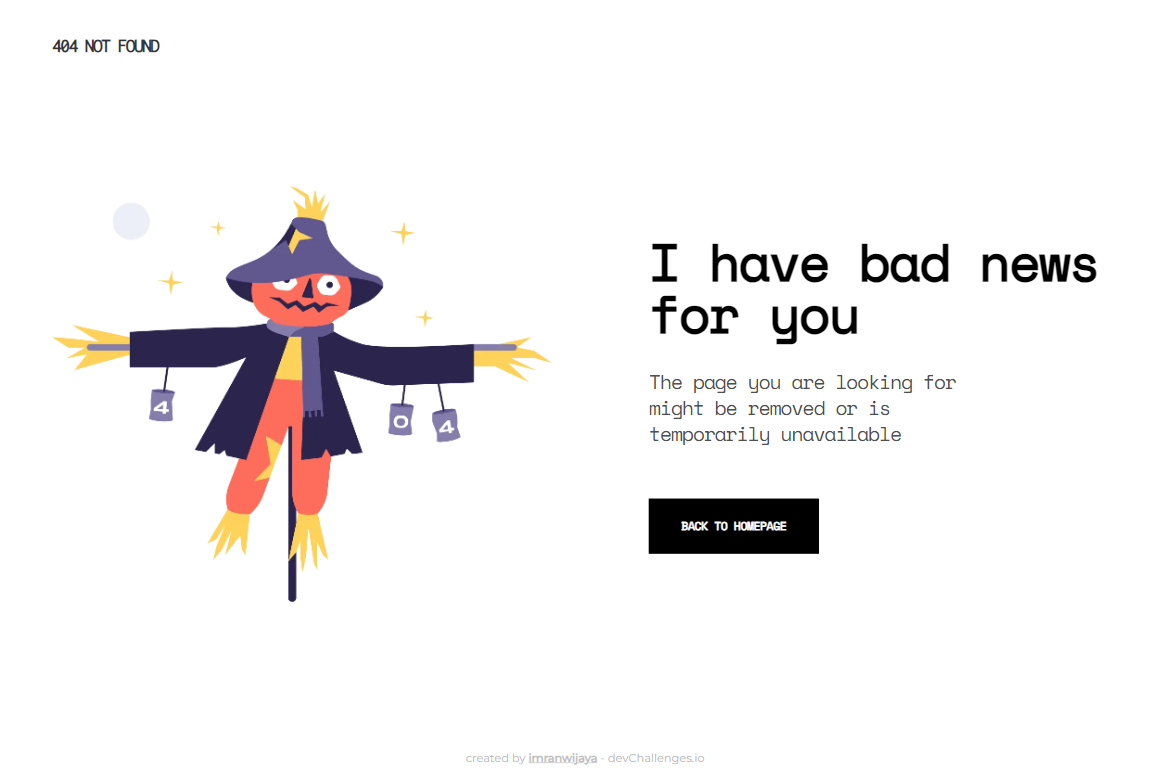 404 NOT FOUND
4
0
4
I have bad news
for you
The page you are looking for
might be removed or is
temporarily unavailable
BACK TO HOMEPAGE
created by imranwijaya - devChallenges.io